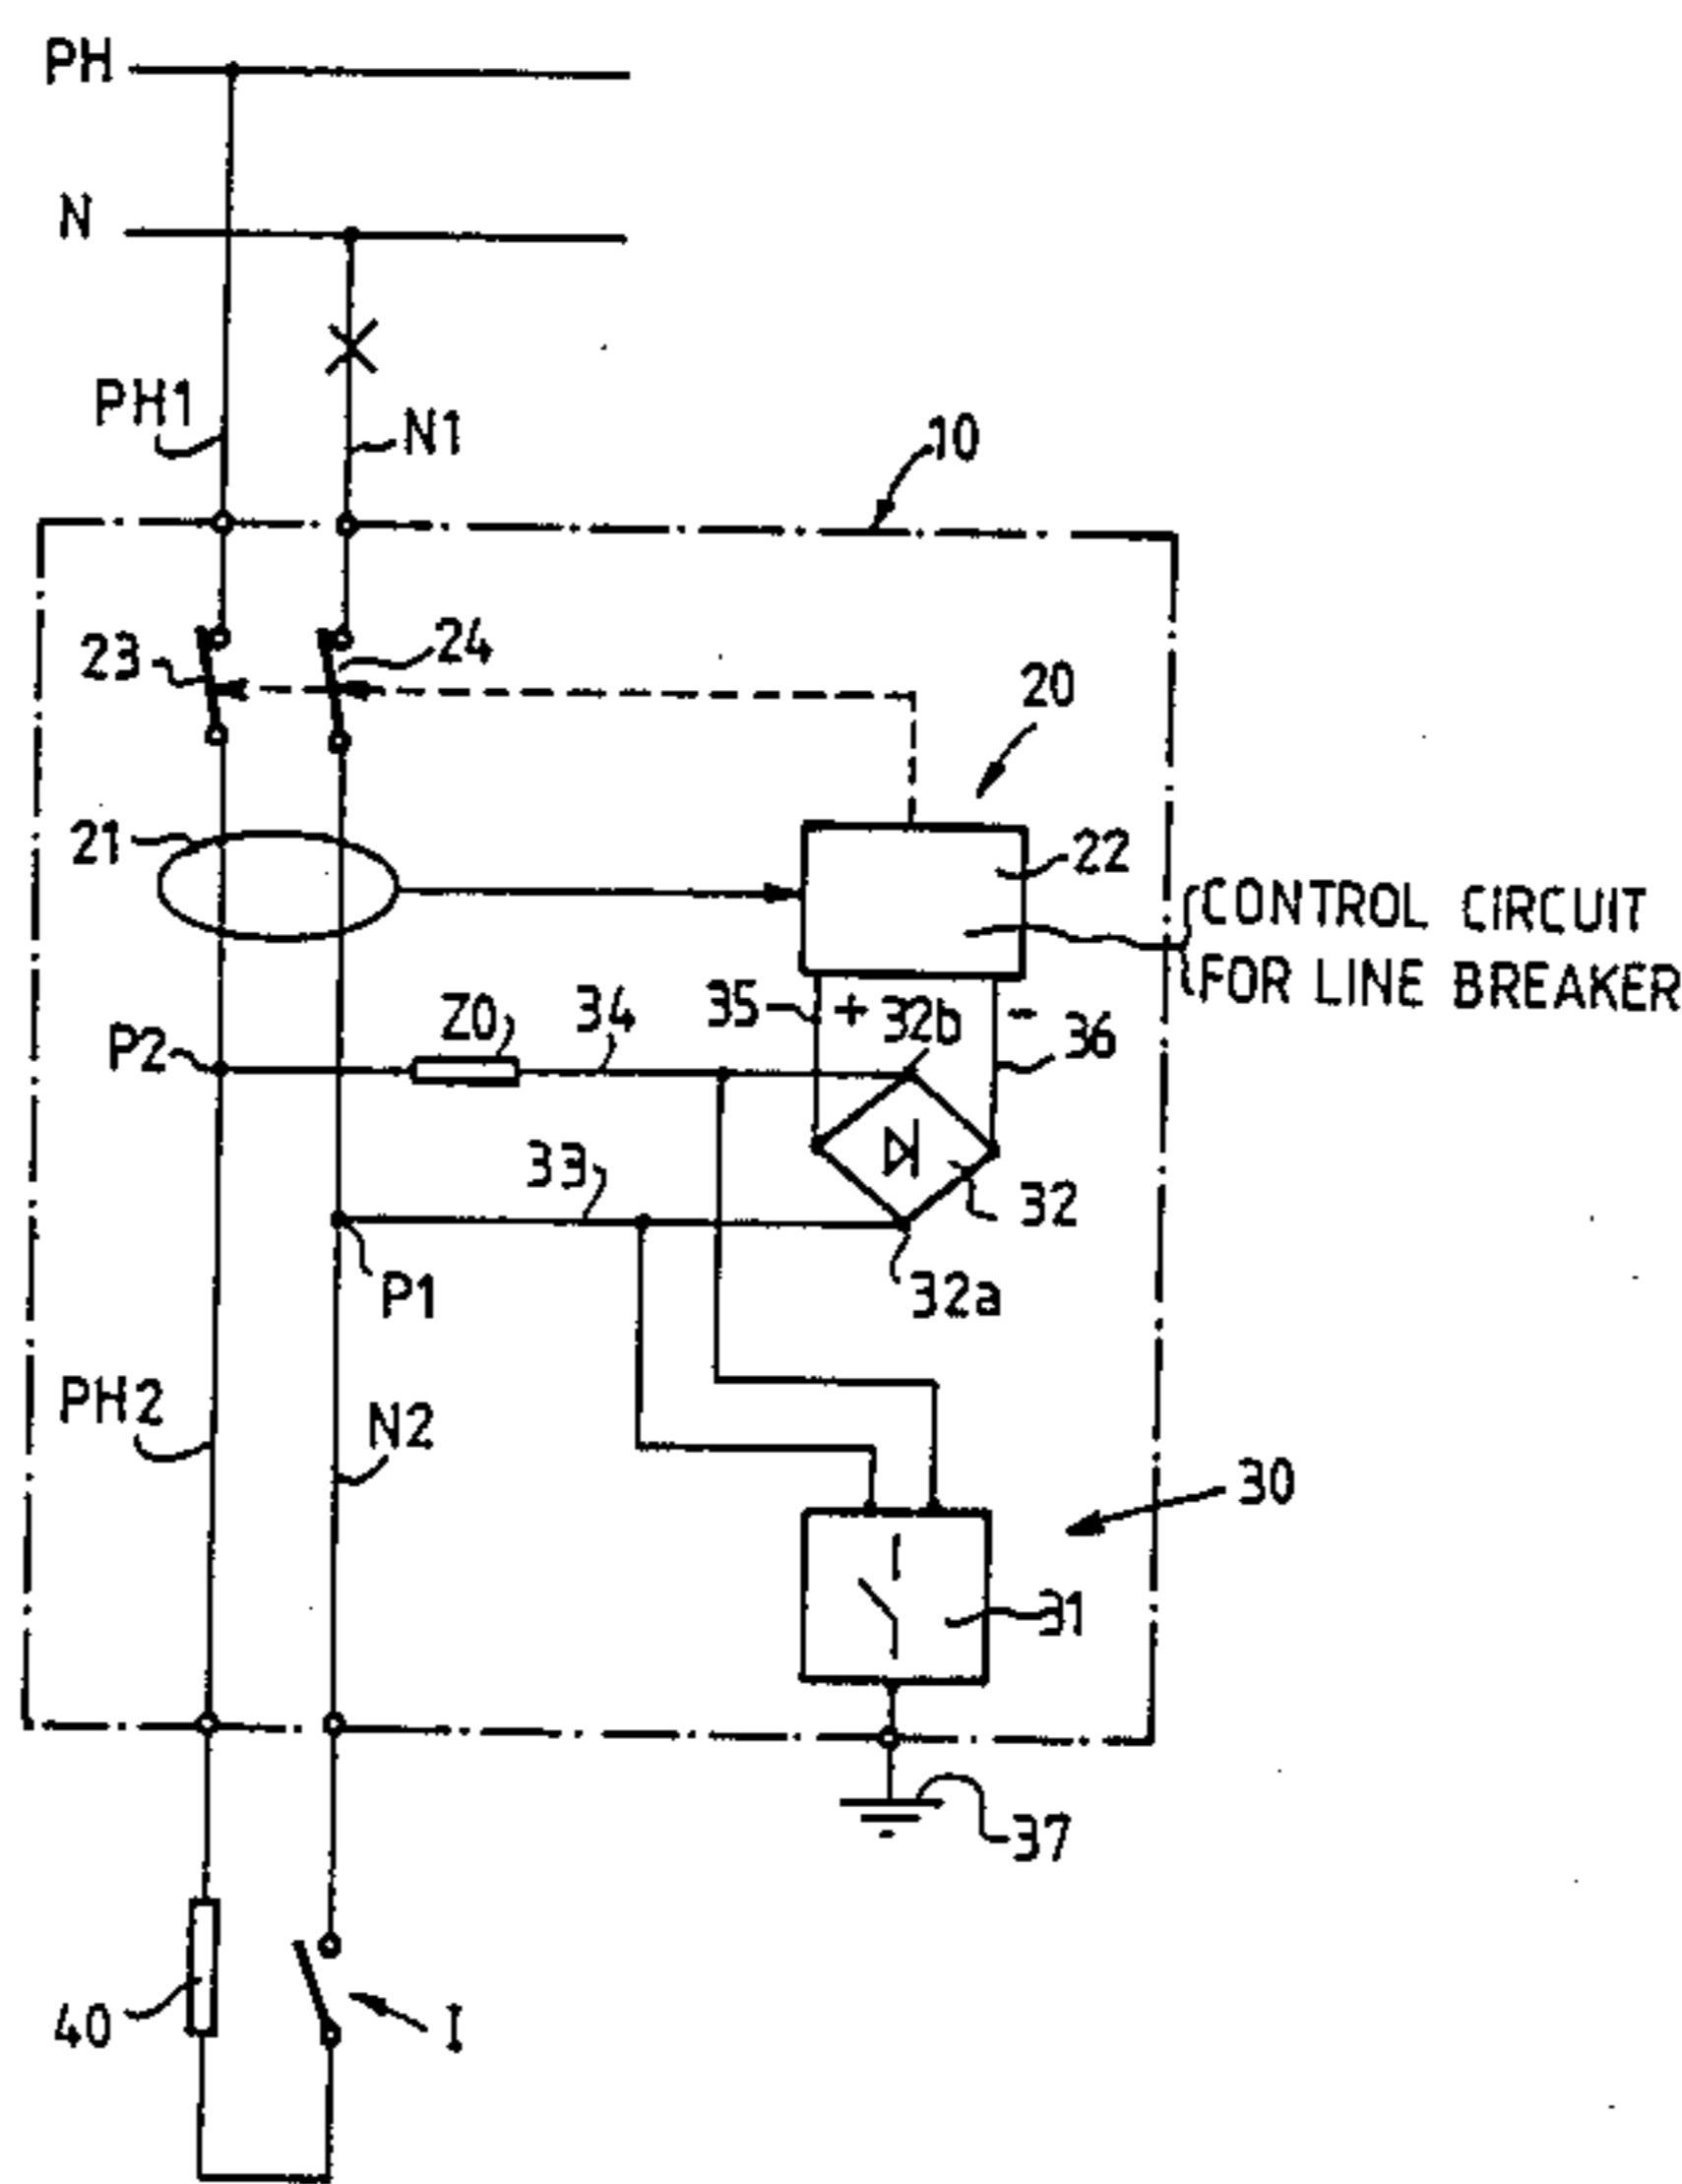 PH
N
PH1
N1
10
23
24
20
21
22
CONTROL CIRCUIT
FOR LINE BREAKER
P2
Z0
34
35
+
32b
-
36
33
32
P1
32a
PH2
N2
30
31
37
40
I